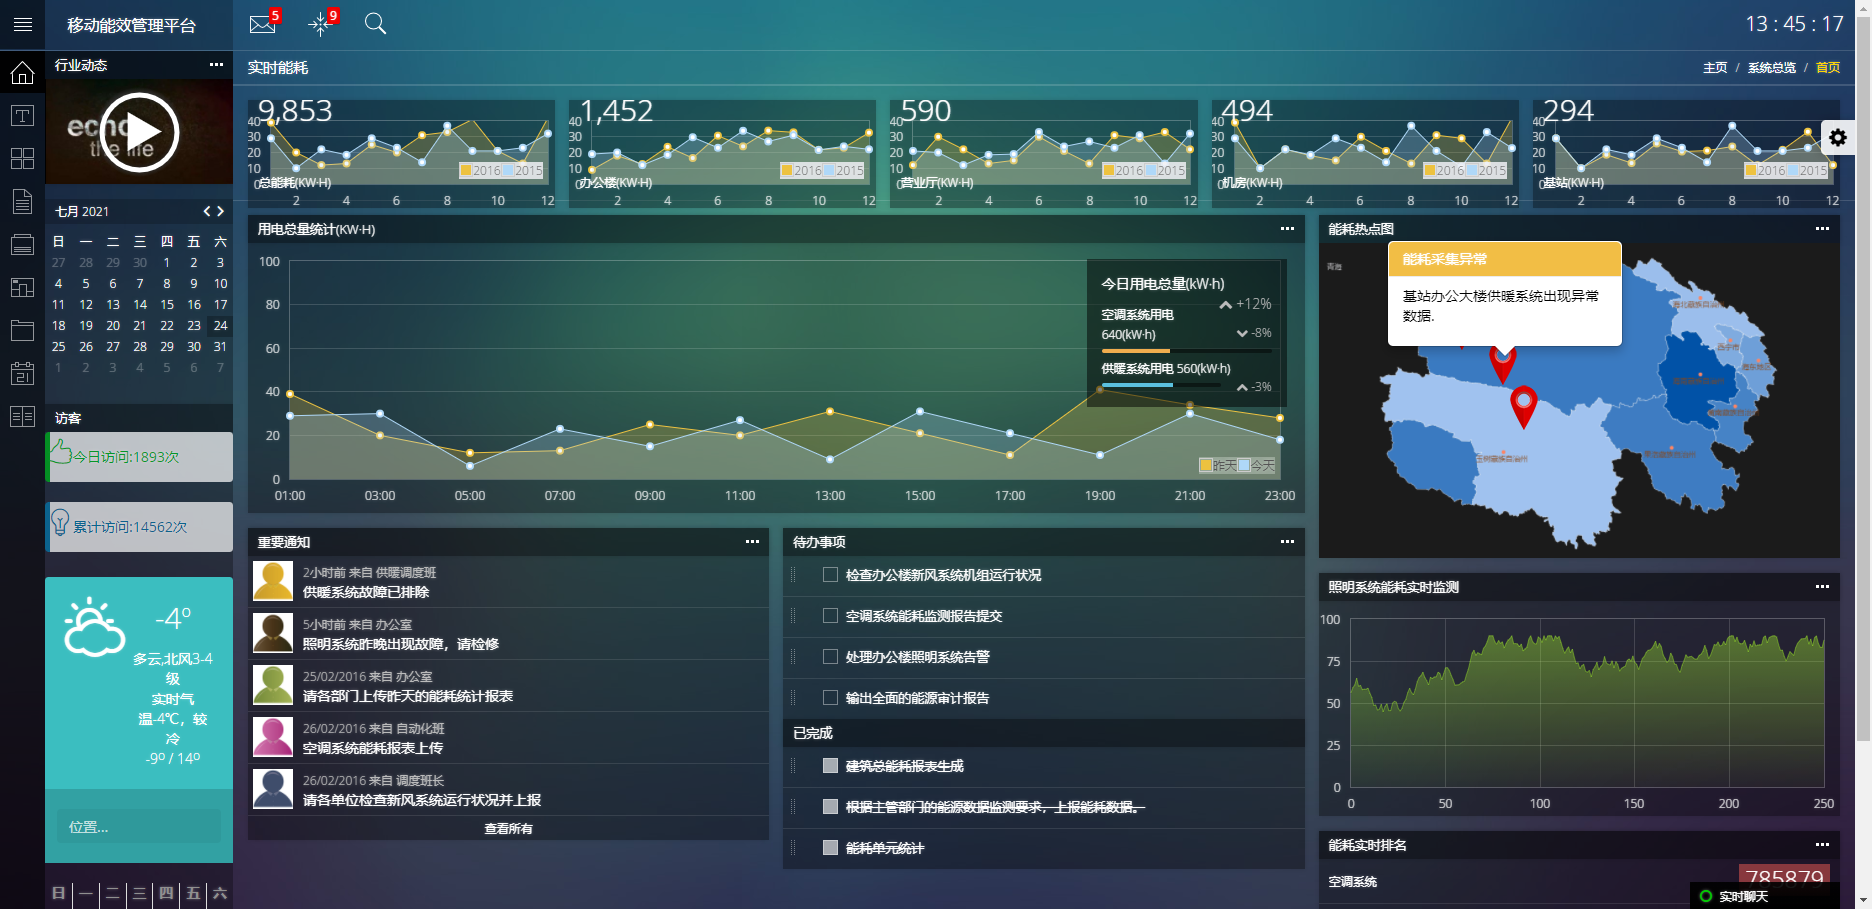 移动能效管理平台
5
9
13 : 45 : 17
行业动态
echo
the life
七月 2021
日 一 二 三 四 五 六
27 28 29 30 1 2 3
4 5 6 7 8 9 10
11 12 13 14 15 16 17
18 19 20 21 22 23 24
25 26 27 28 29 30 31
1 2 3 4 5 6 7
访客
今日访问:1893次
累计访问:14562次
-4°
多云,北风3-4
级
实时气
温-4℃，较
冷
-9° / 14°
位置...
日 一 二 三 四 五 六
实时能耗
主页 / 系统总览 / 首页
9,853
40
30
20
10
0
2016 2015
总能耗(KW·H)
2 4 6 8 10 12
1,452
40
30
20
10
0
2016 2015
办公楼(KW·H)
2 4 6 8 10 12
590
40
30
20
10
0
2016 2015
营业厅(KW·H)
2 4 6 8 10 12
494
40
30
20
10
0
2016 2015
机房(KW·H)
2 4 6 8 10 12
294
40
30
20
10
0
2016 2015
基站(KW·H)
2 4 6 8 10 12
用电总量统计(KW·H)
100
80
60
40
20
0
01:00 03:00 05:00 07:00 09:00 11:00 13:00 15:00 17:00 19:00 21:00 23:00
今日用电总量(kW·h)
+12%
空调系统用电
640(kW·h)
-8%
供暖系统用电 560(kW·h)
-3%
昨天 今天
能耗热点图
青海
能耗采集异常
基站办公大楼供暖系统出现异常
数据.
海北藏族自治州
西宁市
玉树藏族自治州
重要通知
2小时前 来自 供暖调度班
供暖系统故障已排除
5小时前 来自 办公室
照明系统昨晚出现故障，请检修
25/02/2016 来自 办公室
请各部门上传昨天的能耗统计报表
26/02/2016 来自 自动化班
空调系统能耗报表上传
26/02/2016 来自 调度班长
请各单位检查新风系统运行状况并上报
查看所有
待办事项
检查办公楼新风系统机组运行状况
空调系统能耗监测报告提交
处理办公楼照明系统告警
输出全面的能源审计报告
已完成
建筑总能耗报表生成
根据主管部门的能源数据监测要求，上报能耗数据。
能耗单元统计
照明系统能耗实时监测
100
75
50
25
0
0 50 100 150 200 250
能耗实时排名
空调系统
785879
实时聊天